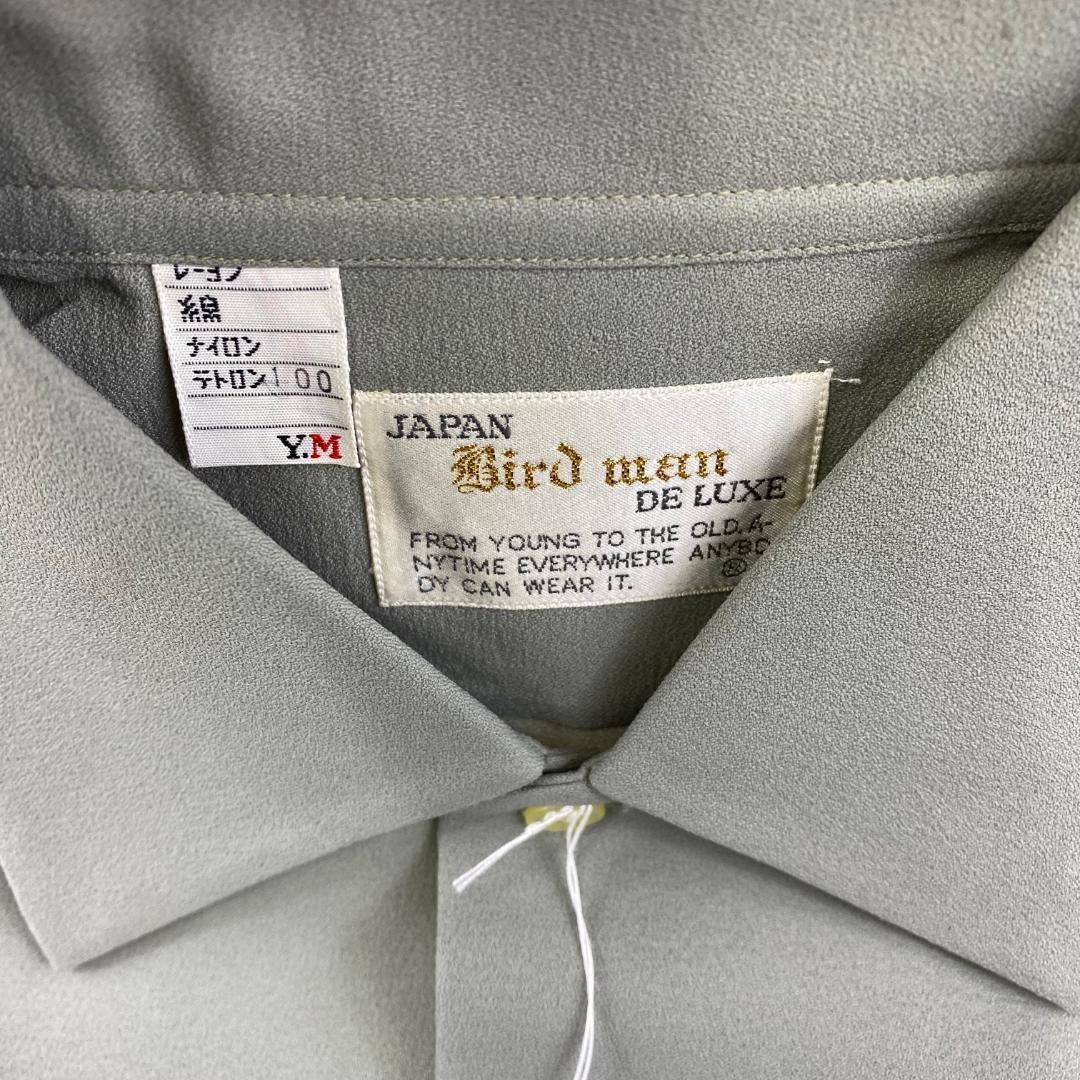 レーヨン
綿
ナイロン
テトロン100
Y.M
JAPAN
Bird man
DE LUXE
FROM YOUNG TO THE OLD. A-
NYTIME EVERYWHERE ANYBO
DY CAN WEAR IT. ®